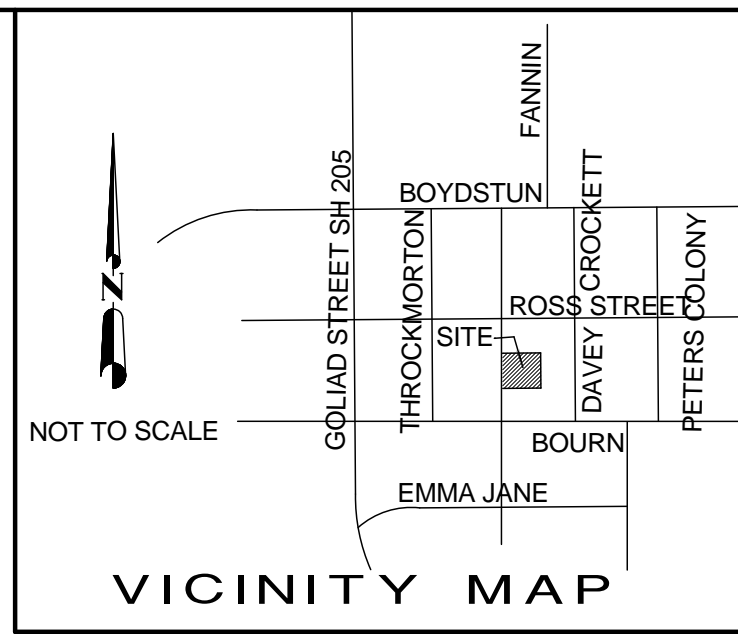 FANNIN
GOLIAD STREET SH 205
BOYDSTUN
DAVEY CROCKETT
THROCKMORTON
PETERS COLONY
N
ROSS STREET
SITE
NOT TO SCALE
BOURN
EMMA JANE
VICINITY MAP